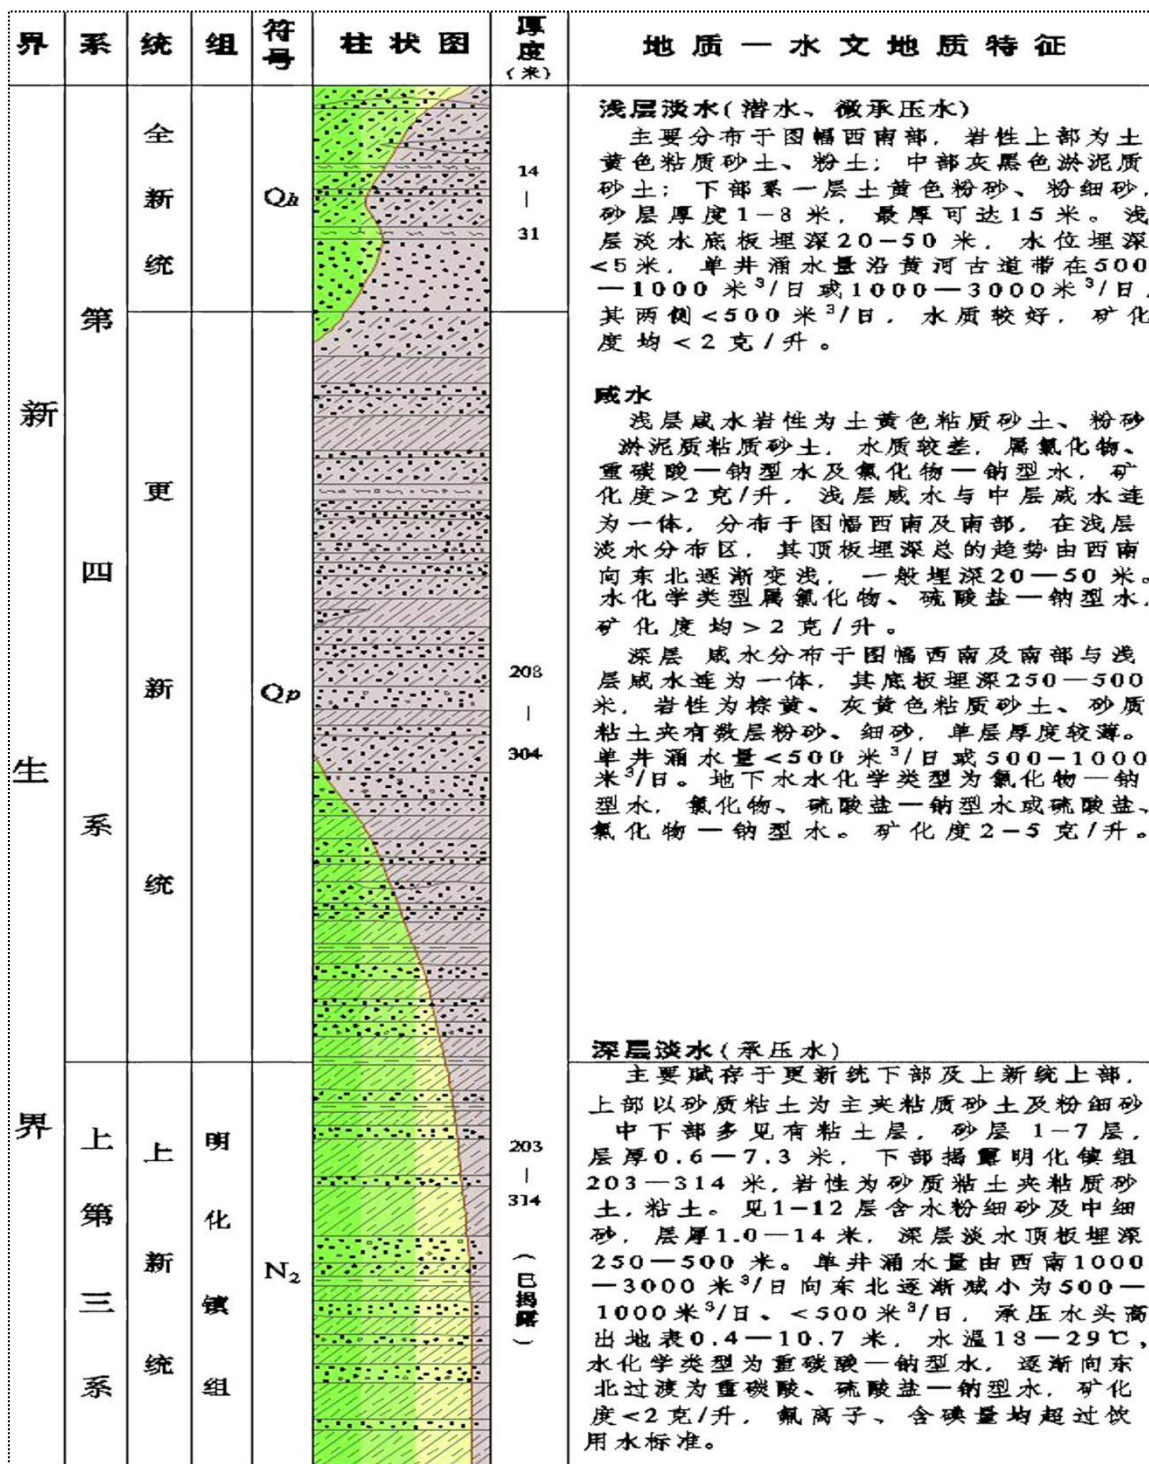 界 系 统 组 符号 柱状图 厚度(米) 地质—水文地质特征
新生界
第四系
全新统
Qh
14
—
31
更新统
Qp
208
—
304
上第三系
上新统
明化镇组
N₂
203
—
314
(已揭露)
浅层淡水(潜水、微承压水)
主要分布于图幅西南部，岩性上部为土
黄色粘质砂土、粉土；中部灰黑色淤泥质
砂土；下部系一层土黄色粉砂、粉细砂，
砂层厚度1-8米，最厚可达15米。浅
层淡水底板埋深20-50米，水位埋深
<5米，单井涌水量沿黄河古道带在500
—1000米³/日或1000—3000米³/日，
其两侧<500米³/日，水质较好，矿化
度均<2克/升。
咸水
浅层咸水岩性为土黄色粘质砂土、粉砂
淤泥质粘质砂土，水质较差，属氯化物、
重碳酸—钠型水及氯化物—钠型水，矿
化度>2克/升，浅层咸水与中层咸水连
为一体，分布于图幅西南及南部，在浅层
淡水分布区，其顶板埋深总的趋势由西南
向东北逐渐变浅，一般埋深20—50米。
水化学类型属氯化物、硫酸盐—钠型水，
矿化度均>2克/升。
深层 咸水分布于图幅西南及南部与浅
层咸水连为一体，其底板埋深250—500
米，岩性为棕黄、灰黄色粘质砂土、砂质
粘土夹有数层粉砂、细砂，单层厚度较薄。
单井涌水量<500米³/日或500-1000
米³/日。地下水水化学类型为氯化物—钠
型水，氯化物、硫酸盐—钠型水或硫酸盐、
氯化物—钠型水。矿化度2-5克/升。
深层淡水(承压水)
主要赋存于更新统下部及上新统上部，
上部以砂质粘土为主夹粘质砂土及粉细砂
中下部多见有粘土层，砂层 1-7层，
层厚0.6—7.3米，下部揭露明化镇组
203—314米，岩性为砂质粘土夹粘质砂
土，粘土。见1-12层含水粉细砂及中细
砂，层厚1.0—14米，深层淡水顶板埋深
250—500米。单井涌水量由西南1000
—3000米³/日向东北逐渐减小为500—
1000米³/日、<500米³/日，承压水头高
出地表0.4—10.7米，水温18—29℃，
水化学类型为重碳酸—钠型水，逐渐向东
北过渡为重碳酸、硫酸盐—钠型水，矿化
度<2克/升，氟离子、含碘量均超过饮
用水标准。